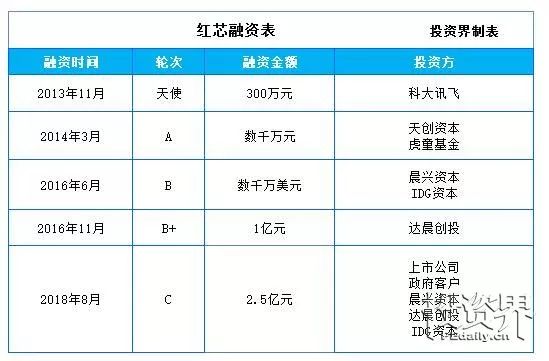 红芯融资表 投资界制表
融资时间 轮次 融资金额 投资方
2013年11月 天使 300万元 科大讯飞
2014年3月 A 数千万元 天创资本
虎童基金
2016年6月 B 数千万美元 晨兴资本
IDG资本
2016年11月 B+ 1亿元 达晨创投
2018年8月 C 2.5亿元 上市公司
政府客户
晨兴资本
达晨创投
IDG资本
投资界
PEdaily.cn